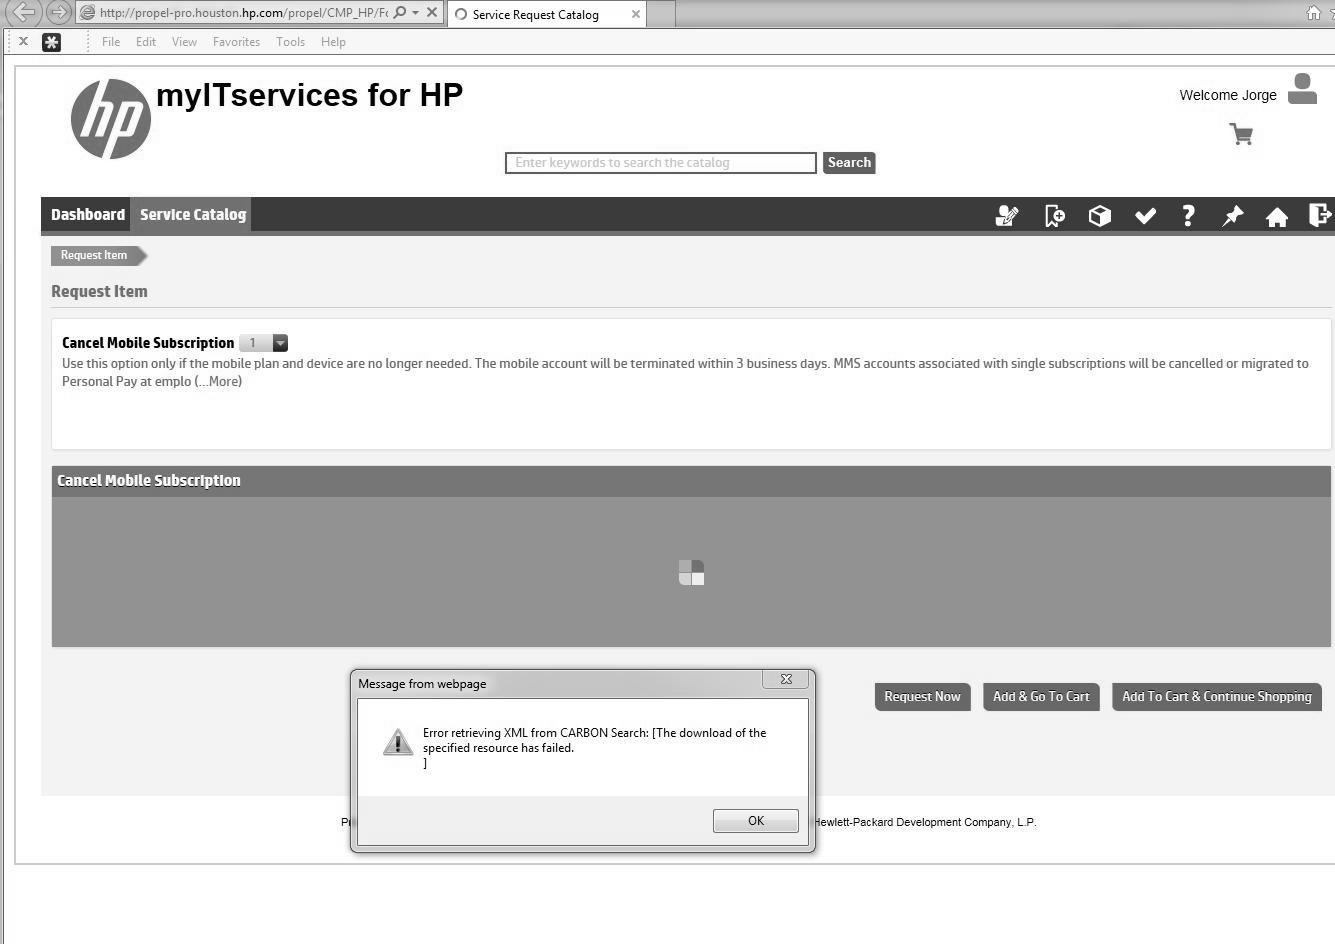 http://propel-pro.houston.hp.com/propel/CMP_HP/Fo
Service Request Catalog
File Edit View Favorites Tools Help
hp
myITservices for HP
Welcome Jorge
Enter keywords to search the catalog
Search
Dashboard Service Catalog
Request Item
Request Item
Cancel Mobile Subscription 1
Use this option only if the mobile plan and device are no longer needed. The mobile account will be terminated within 3 business days. MMS accounts associated with single subscriptions will be cancelled or migrated to
Personal Pay at emplo (...More)
Cancel Mobile Subscription
Request Now Add & Go To Cart Add To Cart & Continue Shopping
Message from webpage
Error retrieving XML from CARBON Search: [The download of the
specified resource has failed.
]
OK
Hewlett-Packard Development Company, L.P.